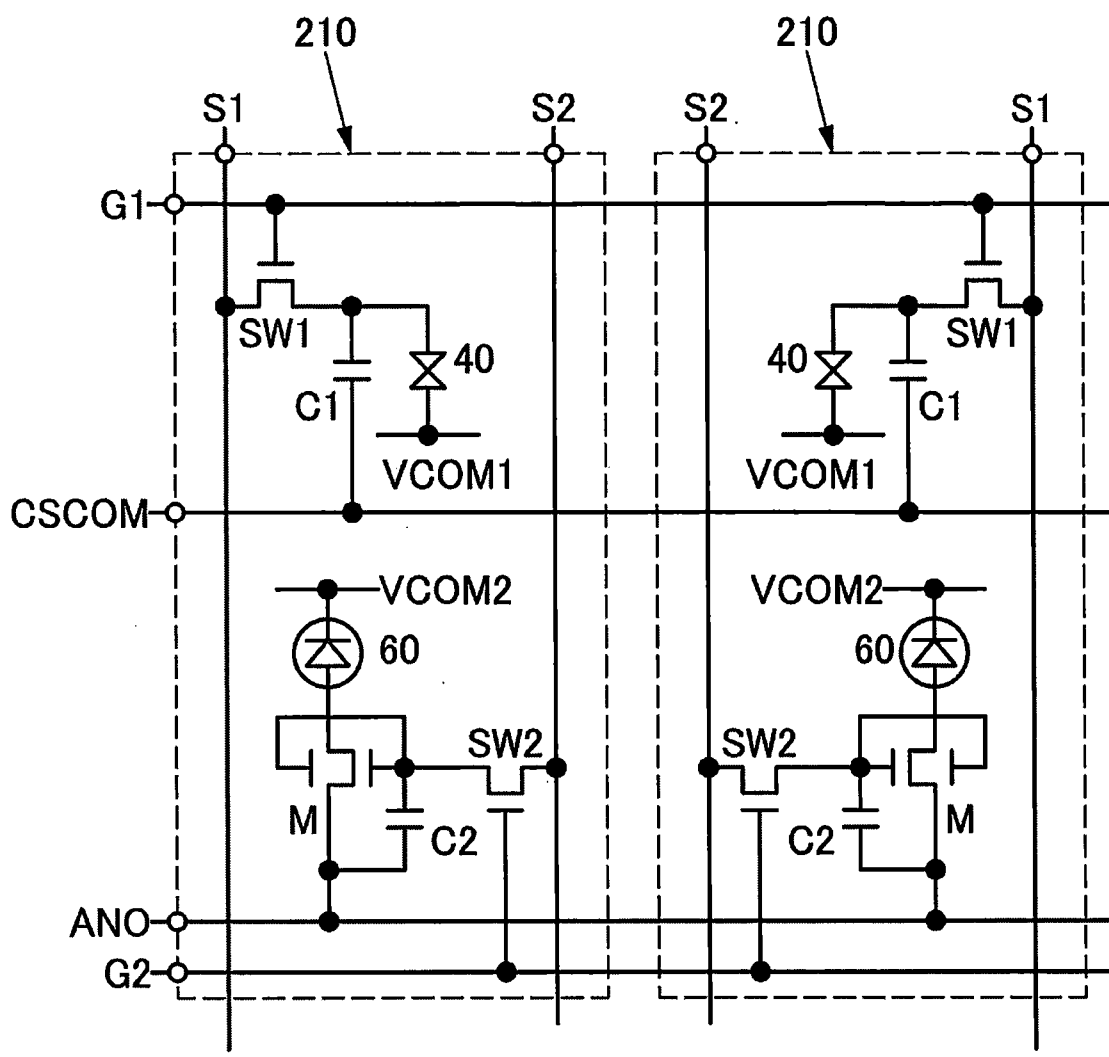 210 210
S1 S2 S2 S1
G1
SW1 SW1
40 40
C1 C1
VCOM1 VCOM1
CSCOM
VCOM2 VCOM2
60 60
SW2 SW2
M C2 C2 M
ANO
G2